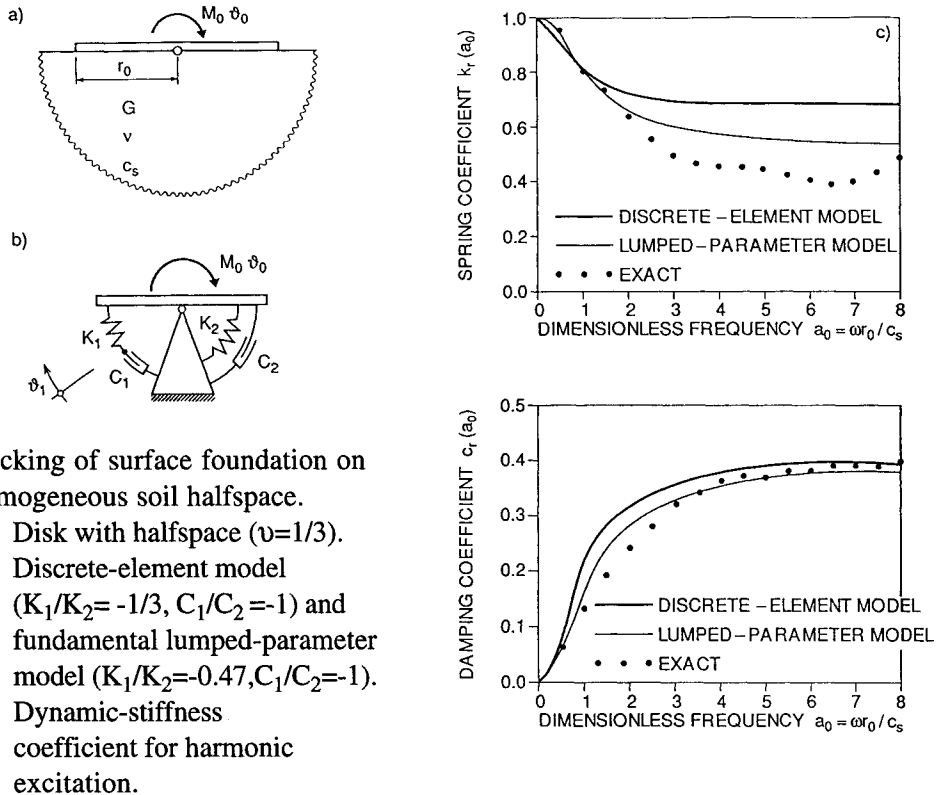 a)
M₀ ϑ₀
r₀
G
ν
cₛ
b)
M₀ ϑ₀
K₁
K₂
C₁
C₂
ϑ₁
cking of surface foundation on
mogeneous soil halfspace.
Disk with halfspace (υ=1/3).
Discrete-element model
(K₁/K₂= -1/3, C₁/C₂ =-1) and
fundamental lumped-parameter
model (K₁/K₂=-0.47,C₁/C₂=-1).
Dynamic-stiffness
coefficient for harmonic
excitation.
c)
SPRING COEFFICIENT kᵣ (a₀)
1.0
0.8
0.6
0.4
0.2
0.0
DISCRETE – ELEMENT MODEL
LUMPED – PARAMETER MODEL
EXACT
0 1 2 3 4 5 6 7 8
DIMENSIONLESS FREQUENCY a₀ = ωr₀ / cₛ
DAMPING COEFFICIENT cᵣ (a₀)
0.5
0.4
0.3
0.2
0.1
0.0
DISCRETE – ELEMENT MODEL
LUMPED – PARAMETER MODEL
EXACT
0 1 2 3 4 5 6 7 8
DIMENSIONLESS FREQUENCY a₀ = ωr₀ / cₛ